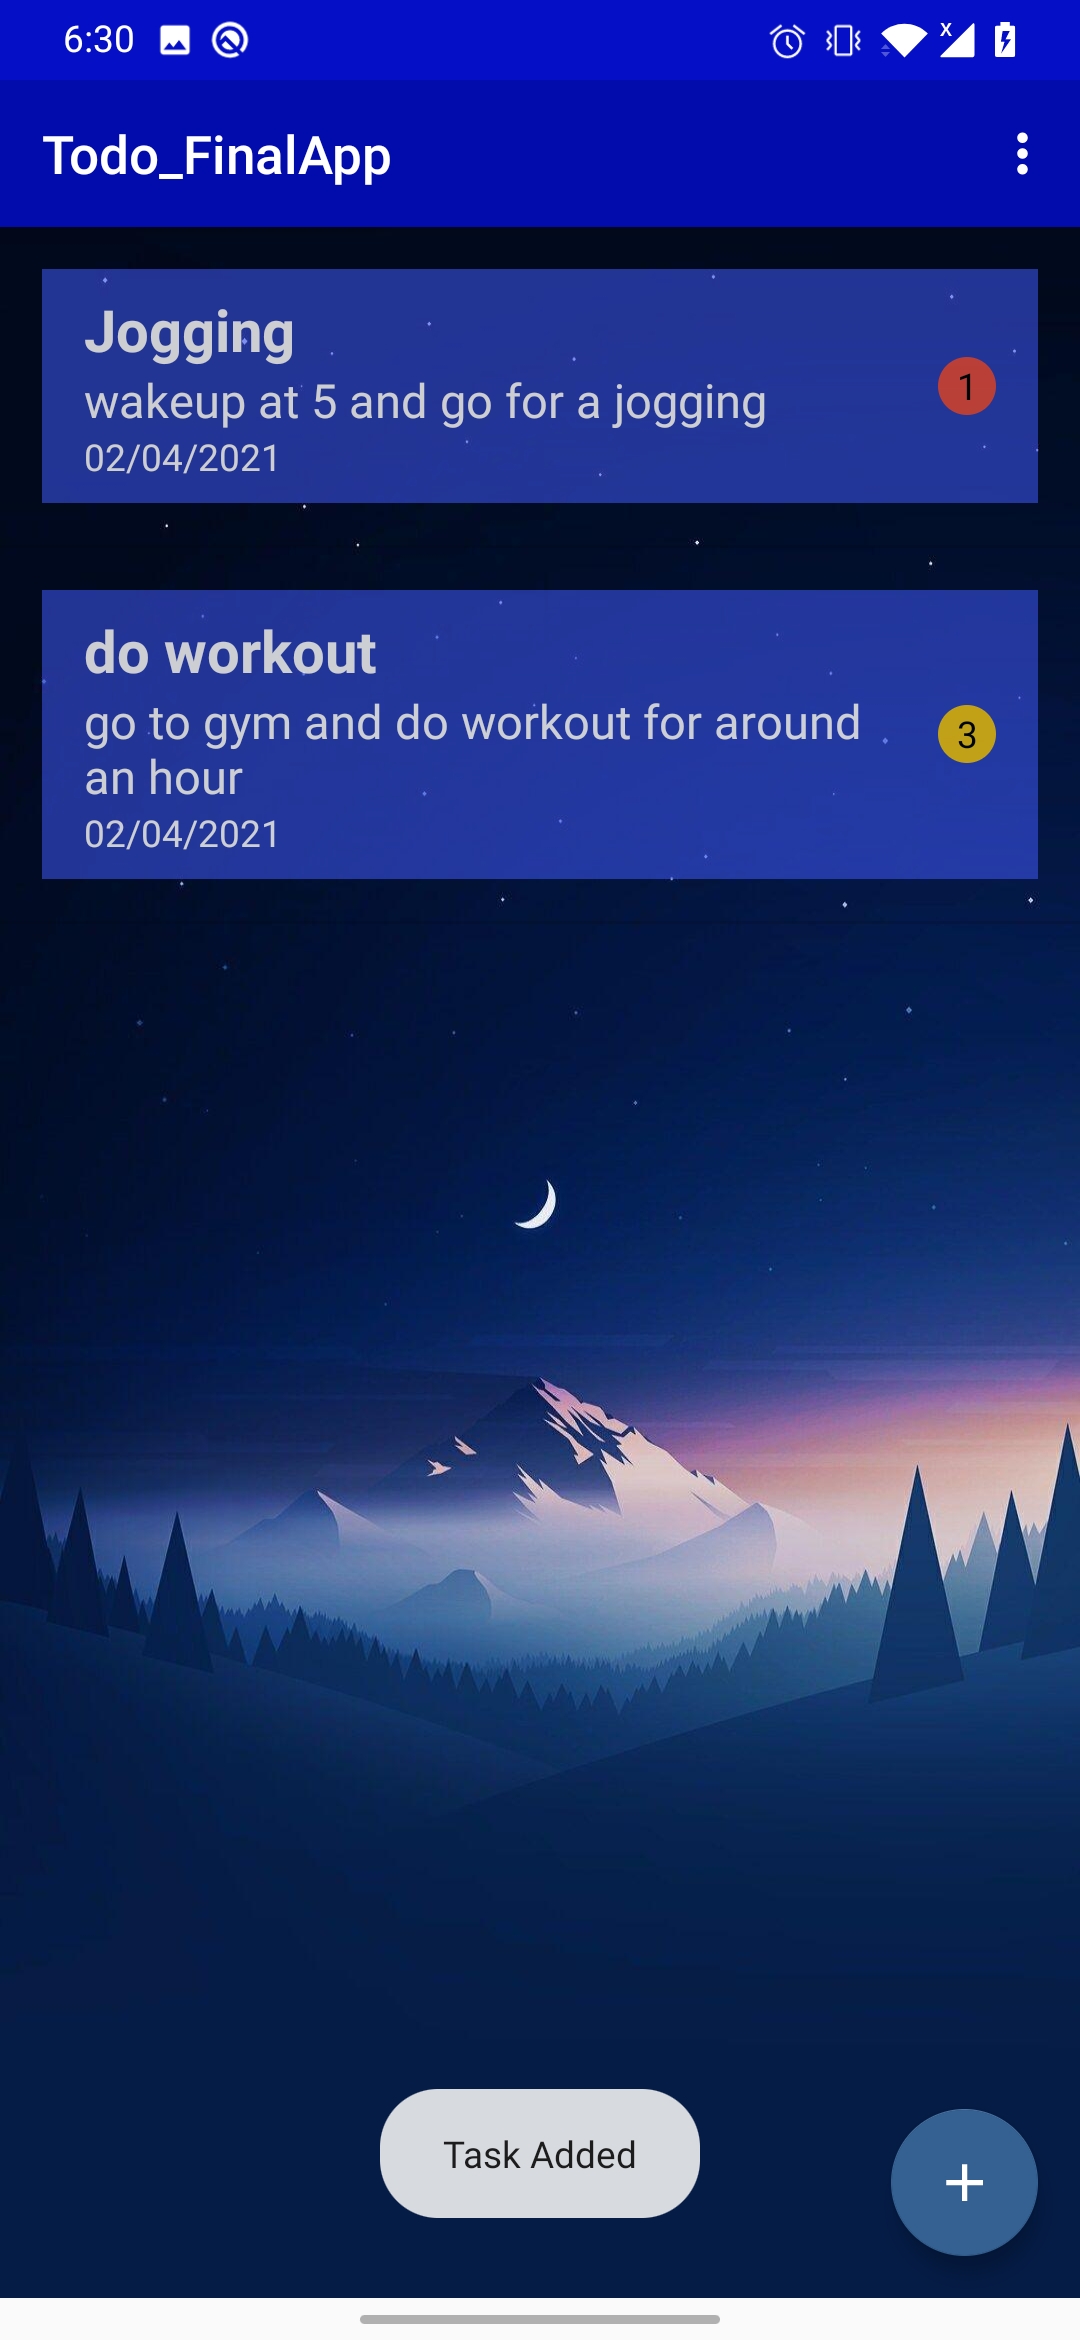 6:30
x
Todo_FinalApp
Jogging
wakeup at 5 and go for a jogging
02/04/2021
1
do workout
go to gym and do workout for around
an hour
02/04/2021
3
Task Added